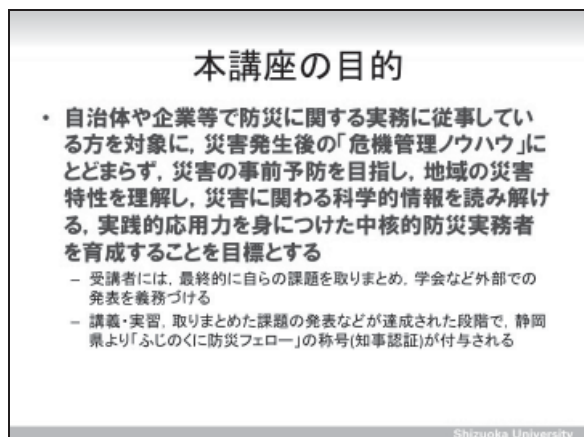 本講座の目的
• 自治体や企業等で防災に関する実務に従事してい
る方を対象に，災害発生後の「危機管理ノウハウ」に
とどまらず，災害の事前予防を目指し，地域の災害
特性を理解し，災害に関わる科学的情報を読み解け
る，実践的応用力を身につけた中核的防災実務者
を育成することを目標とする
– 受講者には，最終的に自らの課題を取りまとめ，学会など外部での
発表を義務づける
– 講義・実習，取りまとめた課題の発表などが達成された段階で，静岡
県より「ふじのくに防災フェロー」の称号(知事認証)が付与される
Shizuoka University